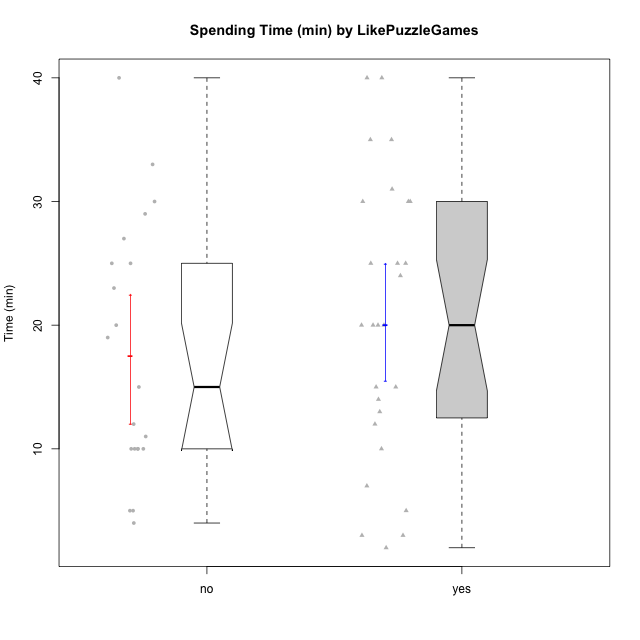 Spending Time (min) by LikePuzzleGames
40
30
20
10
Time (min)
no
yes